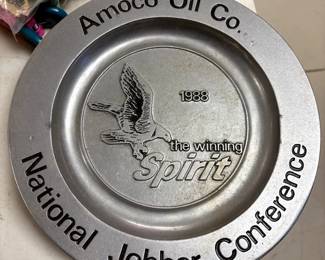 Amoco Oil Co.
1988
the winning
Spirit
National Jobber Conference